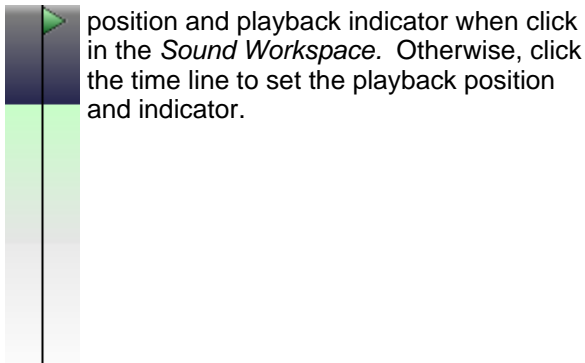 position and playback indicator when click
in the Sound Workspace.  Otherwise, click
the time line to set the playback position
and indicator.